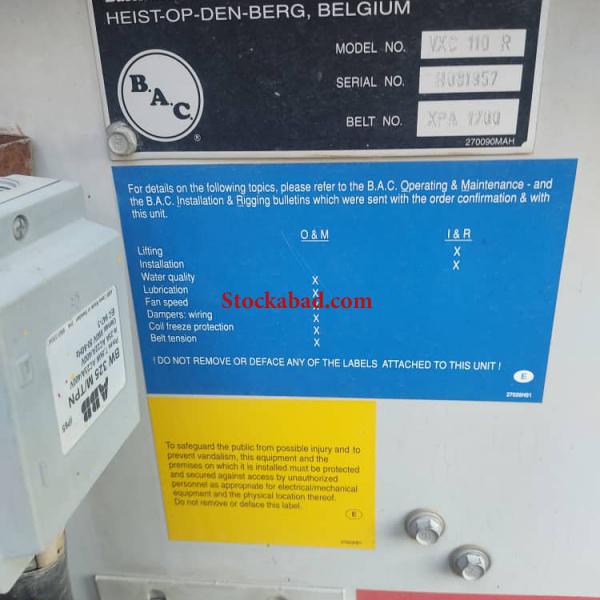 HEIST-OP-DEN-BERG, BELGIUM
MODEL NO. VXC 110 R
SERIAL NO.
BELT NO. XPA 1700
270090MAH
B.A.C.
®
For details on the following topics, please refer to the B.A.C. Operating & Maintenance - and
the B.A.C. Installation & Rigging bulletins which were sent with the order confirmation & with
this unit.
O & M I & R
Lifting X
Installation X
Water quality X
Lubrication X
Fan speed X
Dampers: wiring X
Coil freeze protection X
Belt tension X
! DO NOT REMOVE OR DEFACE ANY OF THE LABELS ATTACHED TO THIS UNIT !
E
Stockabad.com
To safeguard the public from possible injury and to
prevent vandalism, this equipment and the
premises on which it is installed must be protected
and secured against access by unauthorized
personnel as appropriate for electrical/mechanical
equipment and the physical location thereof.
Do not remove or deface this label.
E
ABB
IP65
BW 325 M/TPN